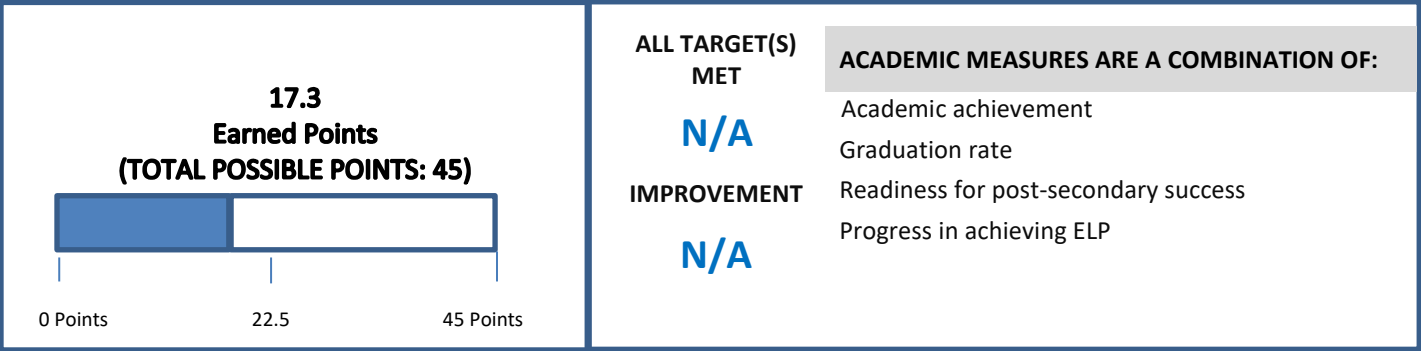 17.3
Earned Points
(TOTAL POSSIBLE POINTS: 45)
0 Points
22.5
45 Points
ALL TARGET(S)
MET
N/A
IMPROVEMENT
N/A
ACADEMIC MEASURES ARE A COMBINATION OF:
Academic achievement
Graduation rate
Readiness for post-secondary success
Progress in achieving ELP